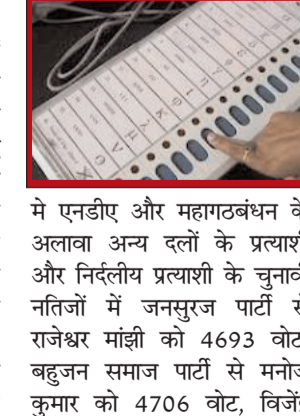 मे एनडीए और महागठबंधन के
अलावा अन्य दलों के प्रत्याशी
और निर्दलीय प्रत्याशी के चुनावी
नतिजों में जनसुरज पार्टी से
राजेश्वर मांझी को 4693 वोट,
बहुजन समाज पार्टी से मनोज
कुमार को 4706 वोट,